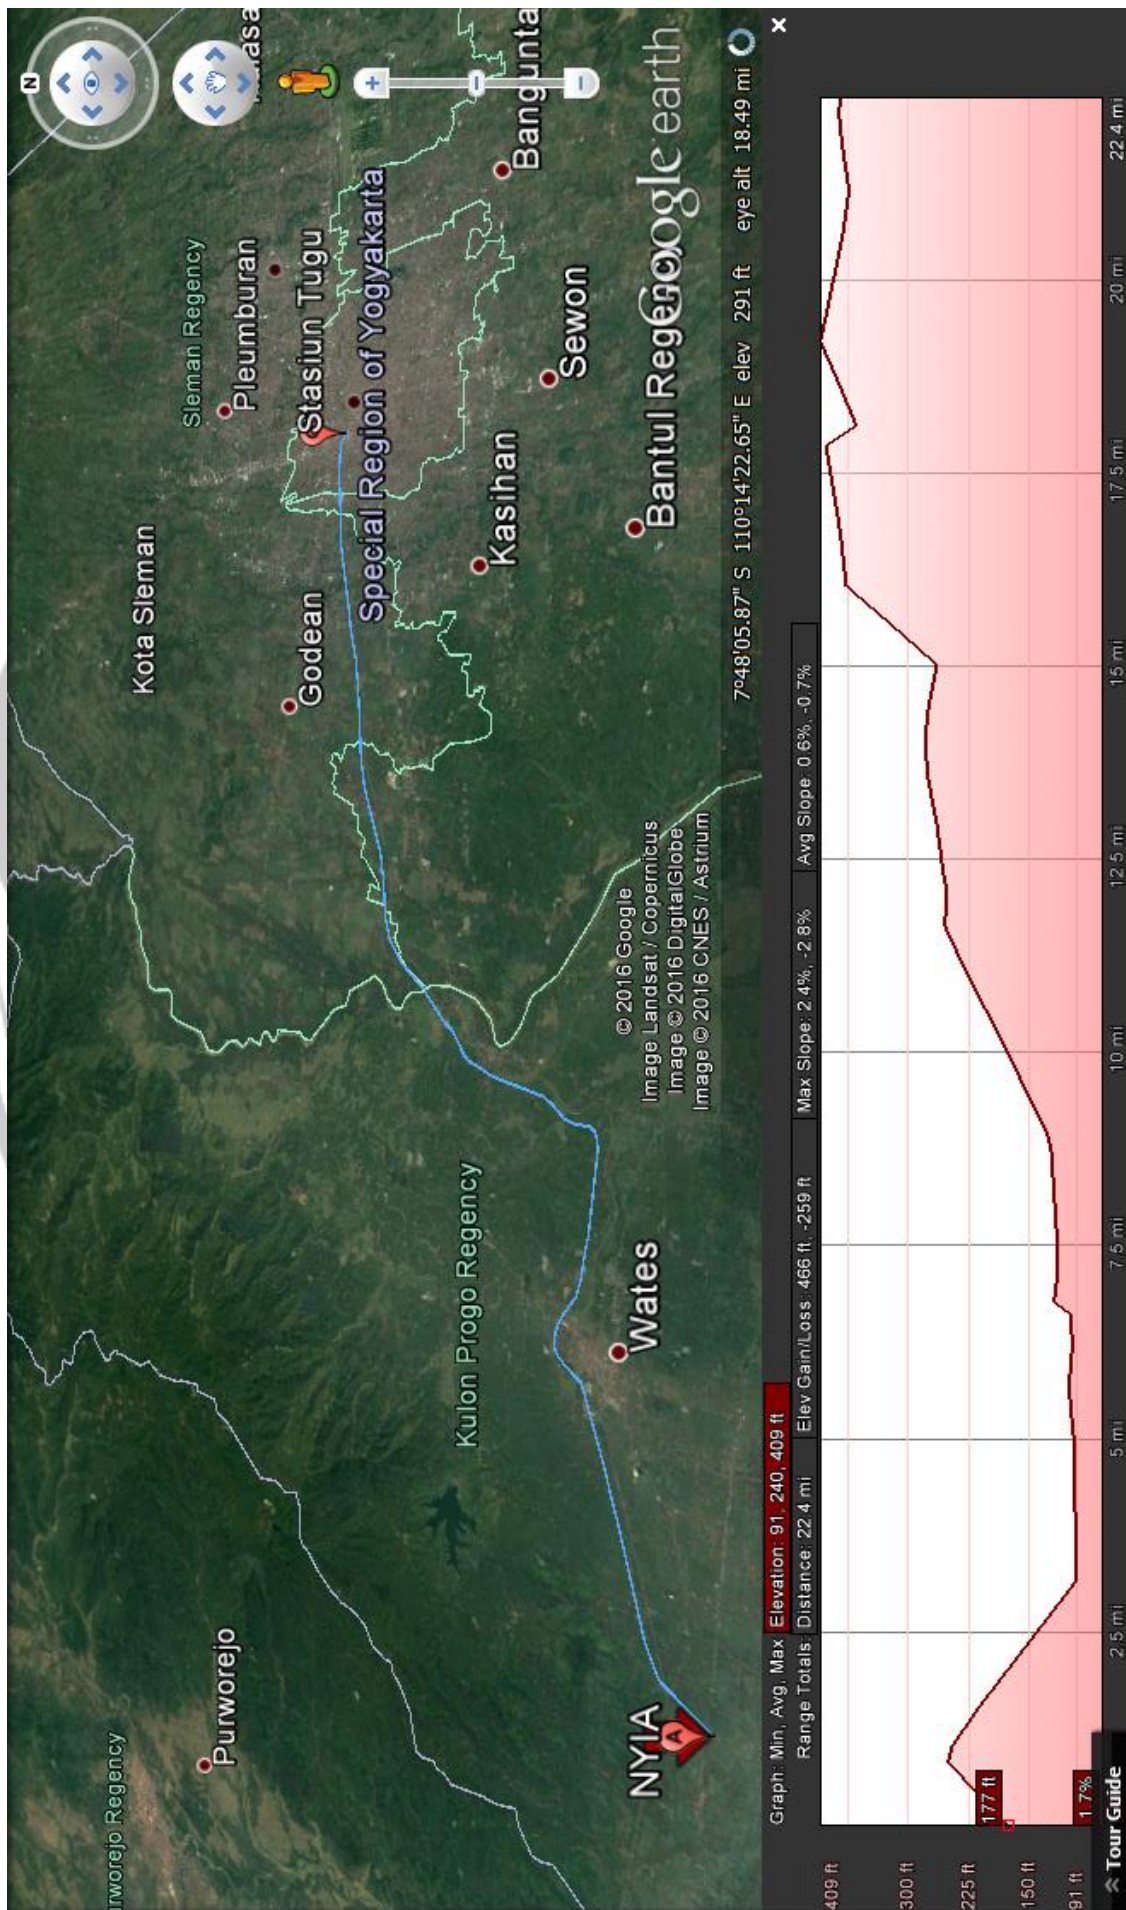 N
rworejo Regency
Purworejo
Kota Sleman
Sleman Regency
Pleumburan
Godean
Stasiun Tugu
Special Region of Yogyakarta
Kulon Progo Regency
Kasihan
Bangunta
Sewon
NYIA
A
Wates
Bantul Regency
© 2016 Google
Image Landsat / Copernicus
Image © 2016 DigitalGlobe
Image © 2016 CNES / Astrium
Google earth
7°48'05.87" S 110°14'22.65" E elev 291 ft eye alt 18.49 mi
Graph: Min, Avg, Max Elevation: 91, 240, 409 ft
Range Totals: Distance: 22.4 mi Elev Gain/Loss: 466 ft, -259 ft Max Slope: 2.4%, -2.8% Avg Slope: 0.6%, -0.7%
409 ft
300 ft
225 ft
177 ft
150 ft
91 ft
1.7%
2.5 mi 5 mi 7.5 mi 10 mi 12.5 mi 15 mi 17.5 mi 20 mi 22.4 mi
Tour Guide